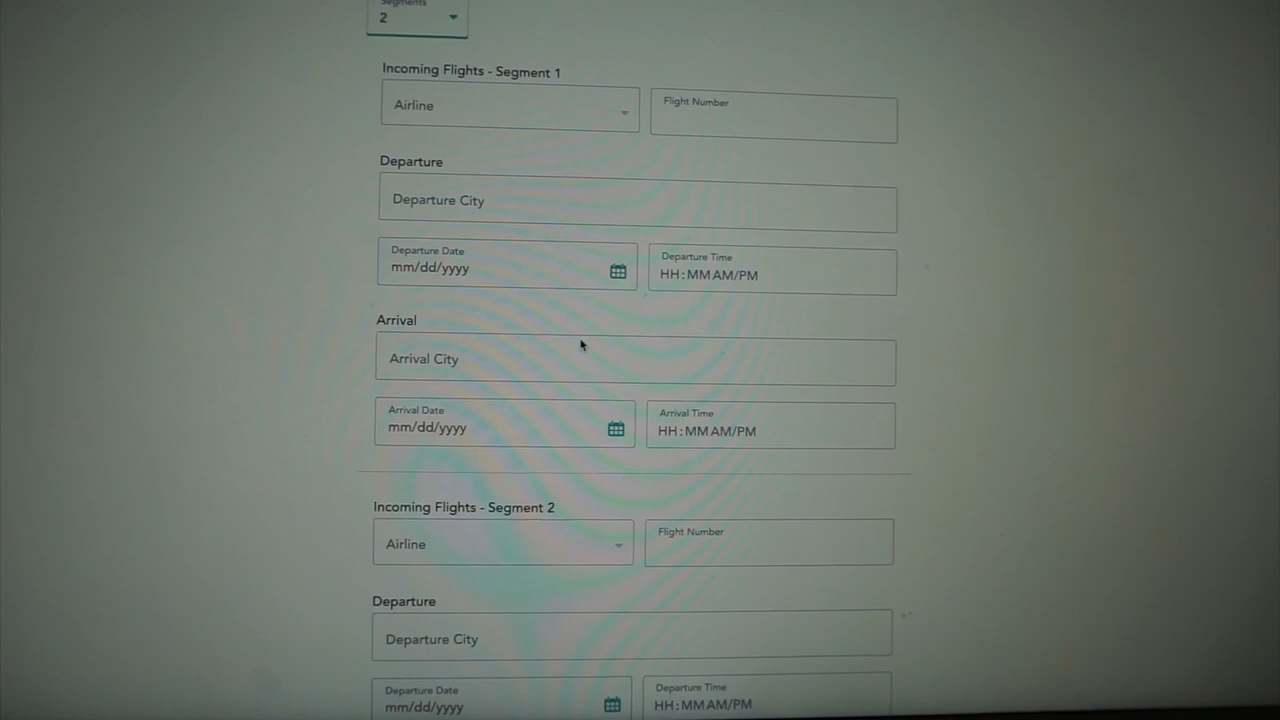 Segments
2
Incoming Flights - Segment 1
Airline
Flight Number
Departure
Departure City
Departure Date
mm/dd/yyyy
Departure Time
HH:MM AM/PM
Arrival
Arrival City
Arrival Date
mm/dd/yyyy
Arrival Time
HH:MM AM/PM
Incoming Flights - Segment 2
Airline
Flight Number
Departure
Departure City
Departure Date
mm/dd/yyyy
Departure Time
HH:MM AM/PM